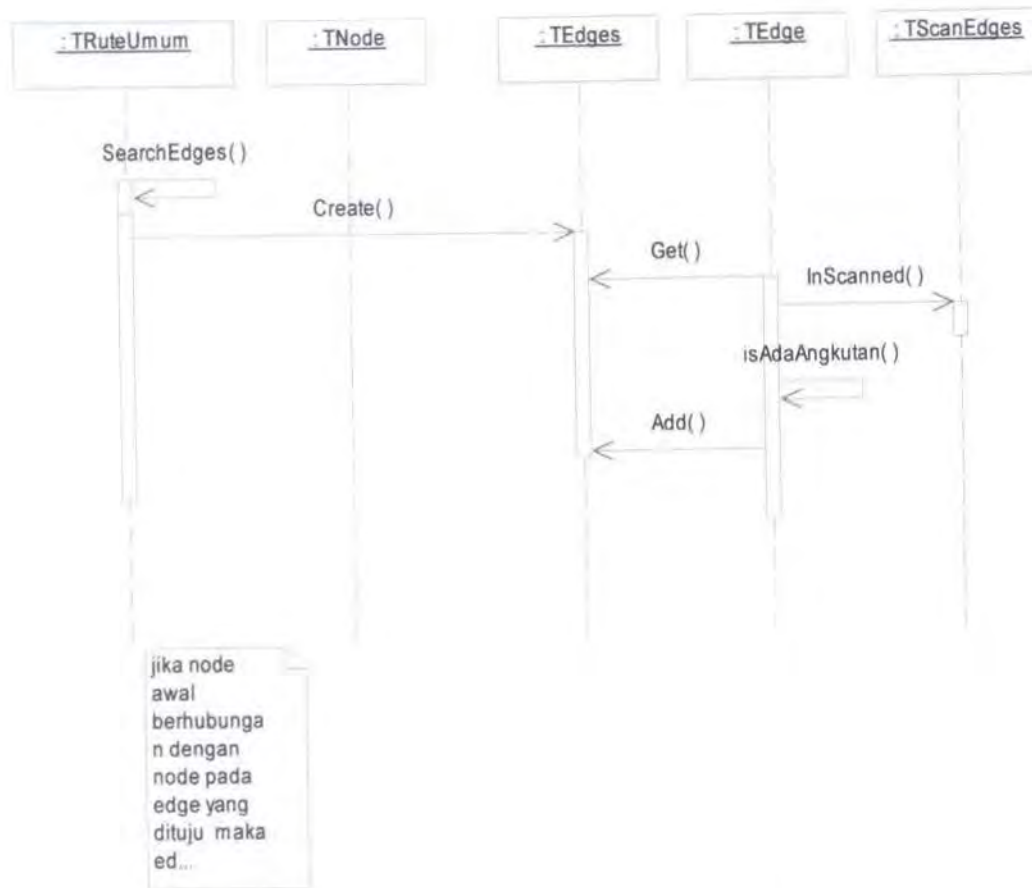 : TRuteUmum
: TNode
: TEdges
: TEdge
: TScanEdges
SearchEdges( )
Create( )
Get( )
InScanned( )
isAdaAngkutan( )
Add( )
jika node
awal
berhubunga
n dengan
node pada
edge yang
dituju maka
ed...